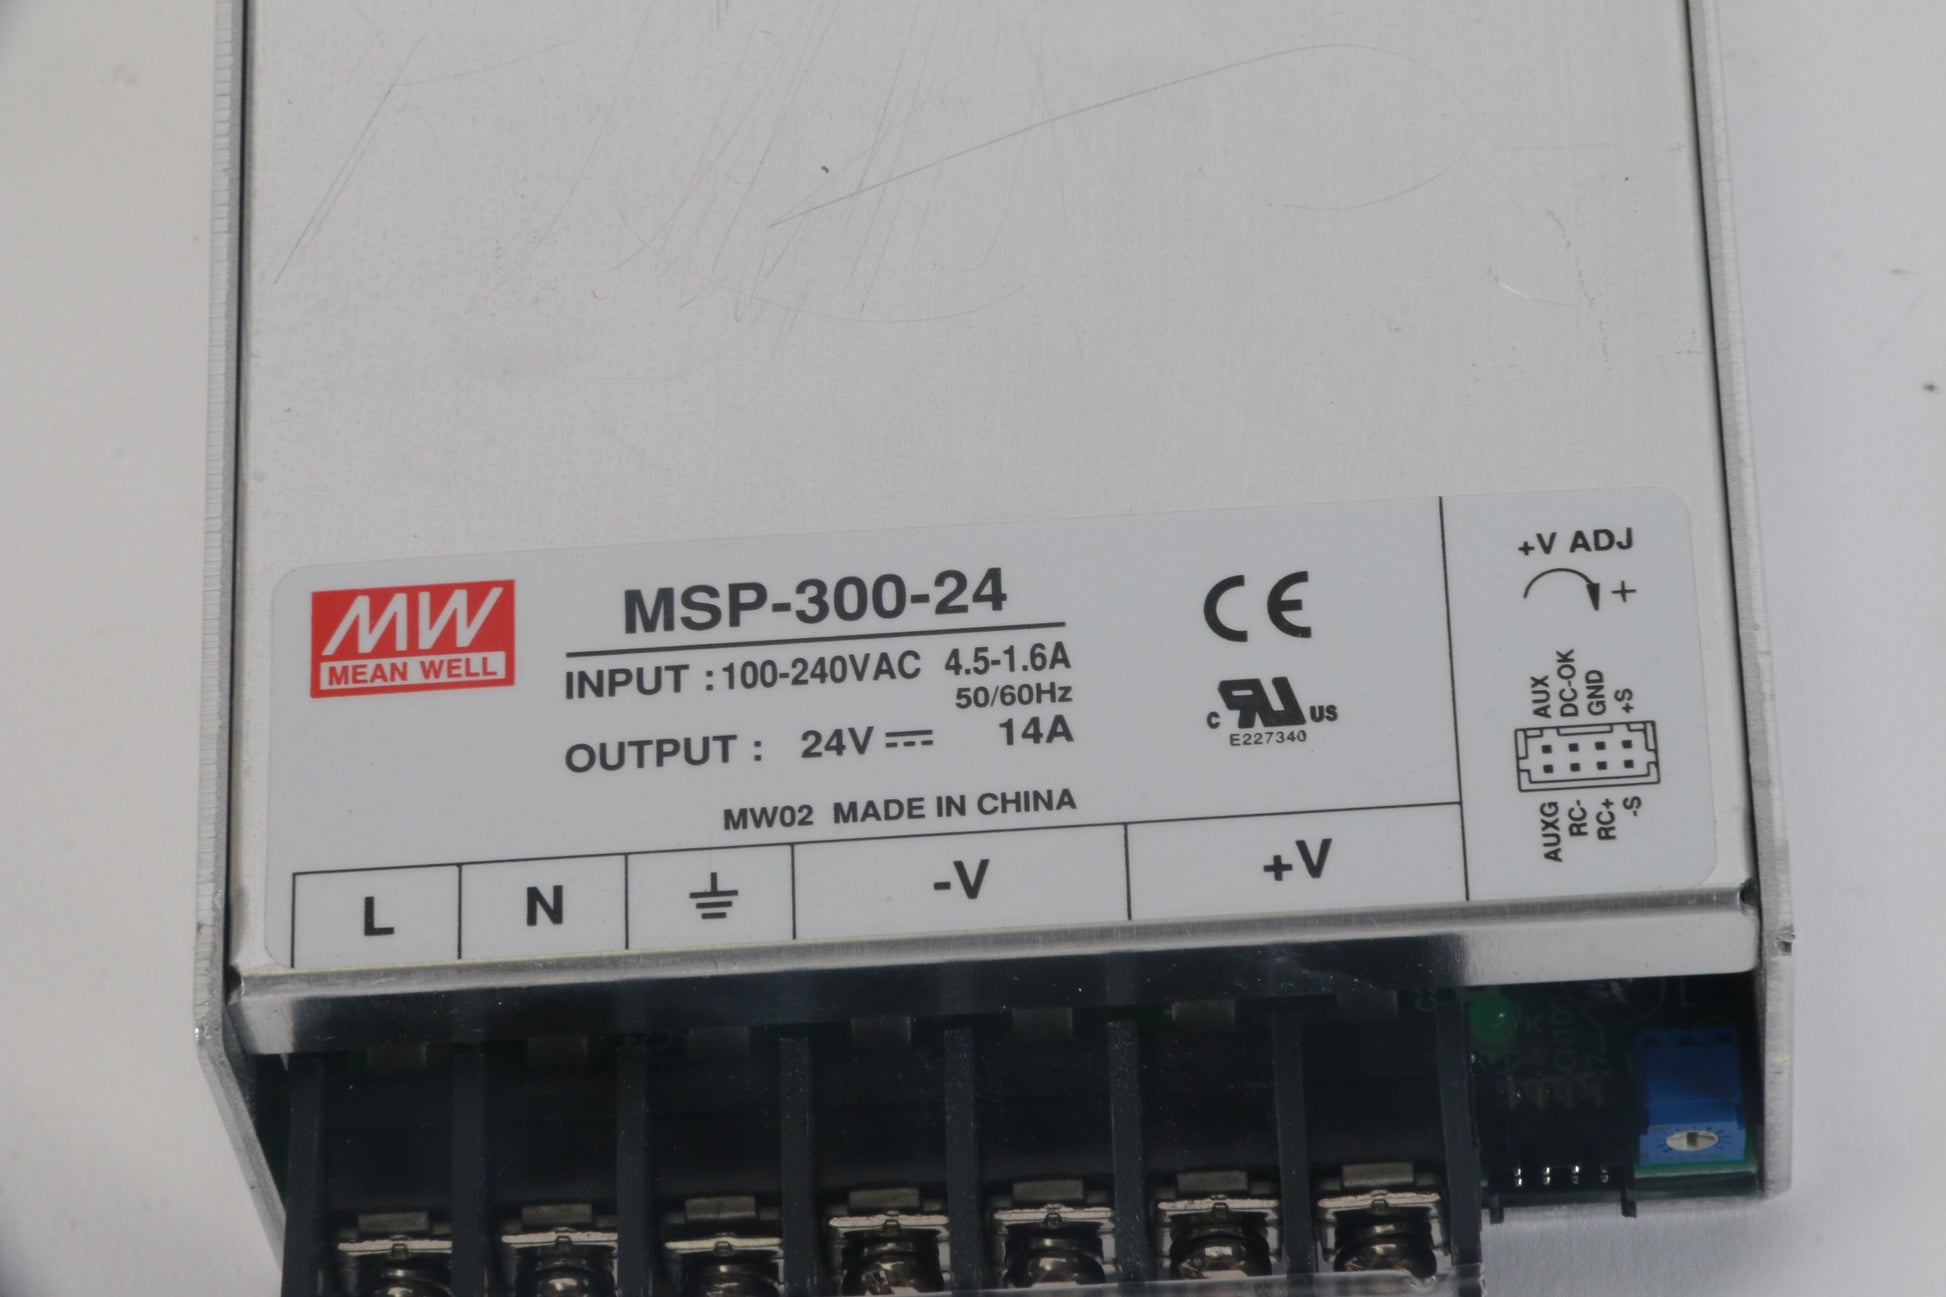 MW
MEAN WELL
MSP-300-24
INPUT : 100-240VAC 4.5-1.6A
50/60Hz
OUTPUT : 24V 14A
MW02 MADE IN CHINA
CE
c RU US
E227340
+V ADJ
+
AUX
DC-OK
GND
+S
AUXG
RC-
RC+
-S
L
N
-V
+V